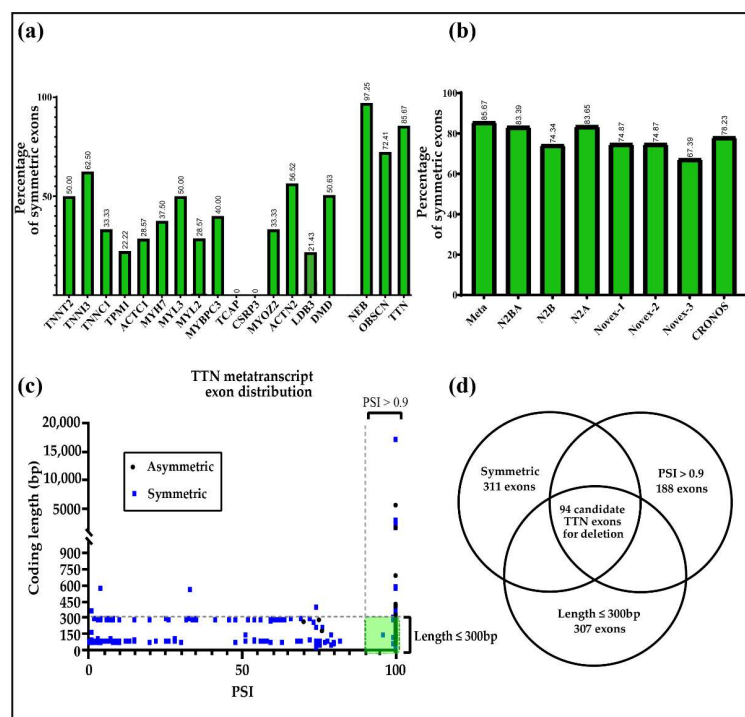 (a)
Percentage
of symmetric exons
100
50
50.00
62.50
33.33
22.22
28.57
37.50
50.00
28.57
40.00
0
0
33.33
56.52
21.43
50.63
97.25
72.41
85.67
TNNT2
TNNI3
TNNC1
TPM1
ACTC1
MYH7
MYL3
MYL2
MYBPC3
TCAP
CSRP3
MYOZ2
ACTN2
LDB3
DMD
NEB
OBSCN
TTN
(b)
Percentage
of symmetric exons
100
80
60
40
20
0
85.67
83.39
74.34
83.65
74.87
74.87
67.39
78.23
Meta
N2BA
N2B
N2A
Novex-1
Novex-2
Novex-3
CRONOS
(c)
TTN metatranscript
exon distribution
PSI > 0.9
Coding length (bp)
20,000
15,000
10,000
5000
900
750
600
450
300
150
0
Asymmetric
Symmetric
Length ≤ 300bp
0
50
100
PSI
(d)
Symmetric
311 exons
PSI > 0.9
188 exons
94 candidate
TTN exons
for deletion
Length ≤ 300bp
307 exons